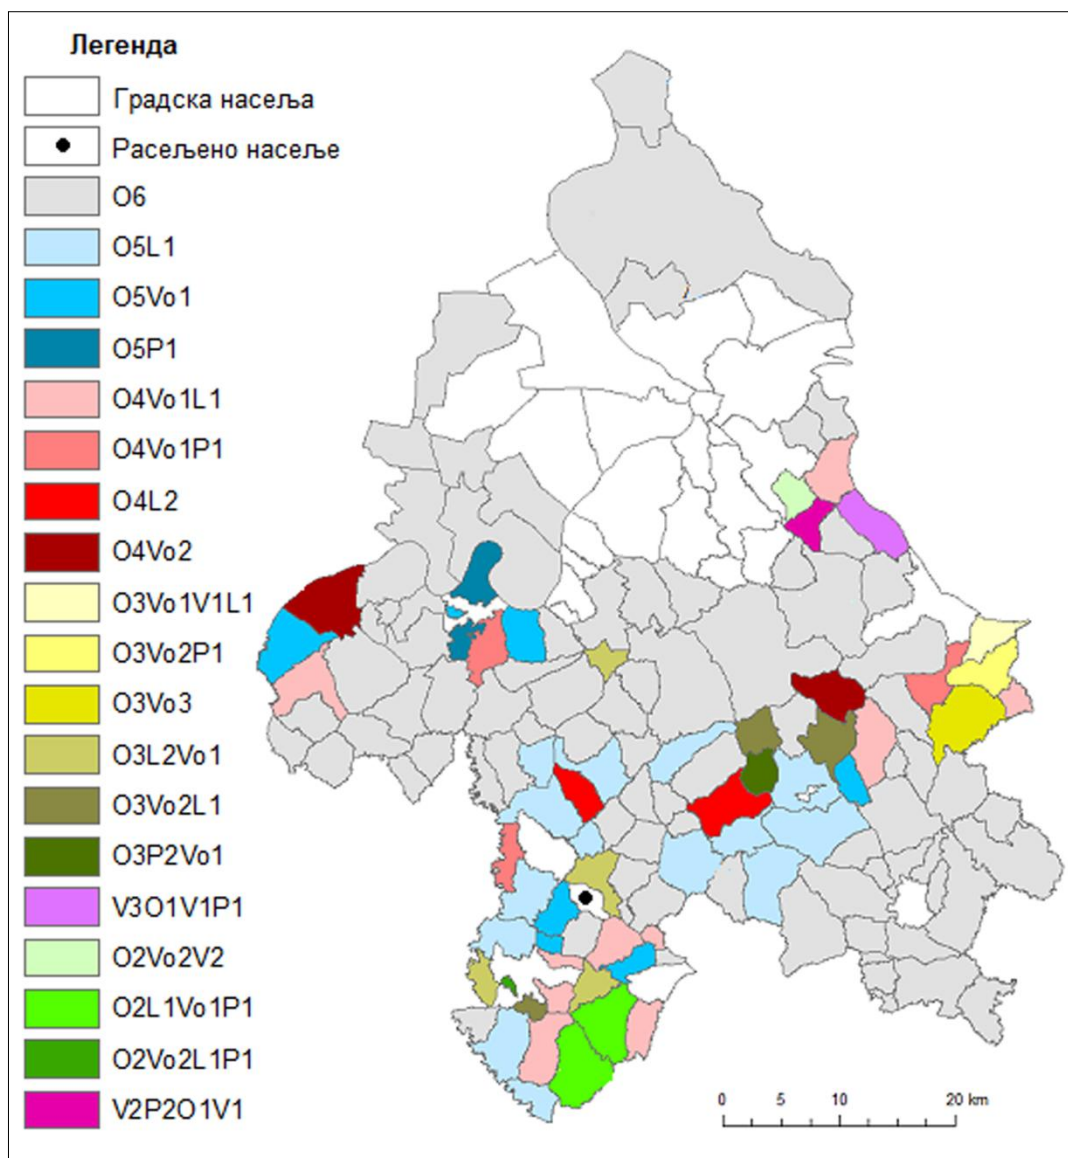 Легенда
Градска насеља
Расељено насеље
O6
O5L1
O5Vo1
O5P1
O4Vo1L1
O4Vo1P1
O4L2
O4Vo2
O3Vo1V1L1
O3Vo2P1
O3Vo3
O3L2Vo1
O3Vo2L1
O3P2Vo1
V3O1V1P1
O2Vo2V2
O2L1Vo1P1
O2Vo2L1P1
V2P2O1V1
0 5 10 20 km